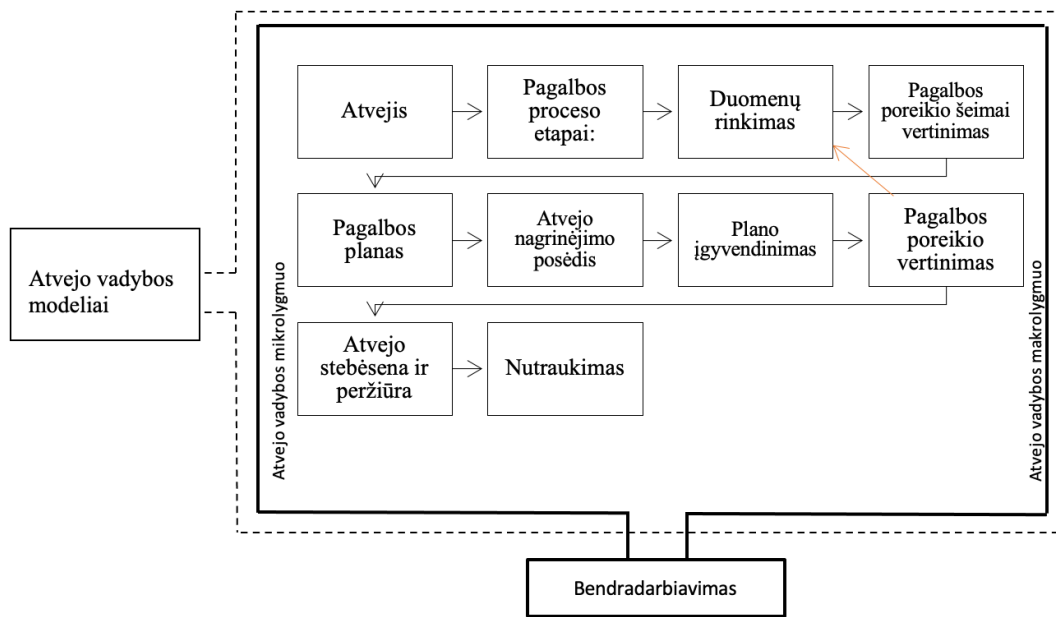 Atvejo vadybos
modeliai
Atvejo vadybos mikrolygmuo
Atvejis
Pagalbos
proceso
etapai:
Duomenų
rinkimas
Pagalbos
poreikio šeimai
vertinimas
Pagalbos
planas
Atvejo
nagrinėjimo
posėdis
Plano
įgyvendinimas
Pagalbos
poreikio
vertinimas
Atvejo
stebėsena ir
peržiūra
Nutraukimas
Atvejo vadybos makrolygmuo
Bendradarbiavimas